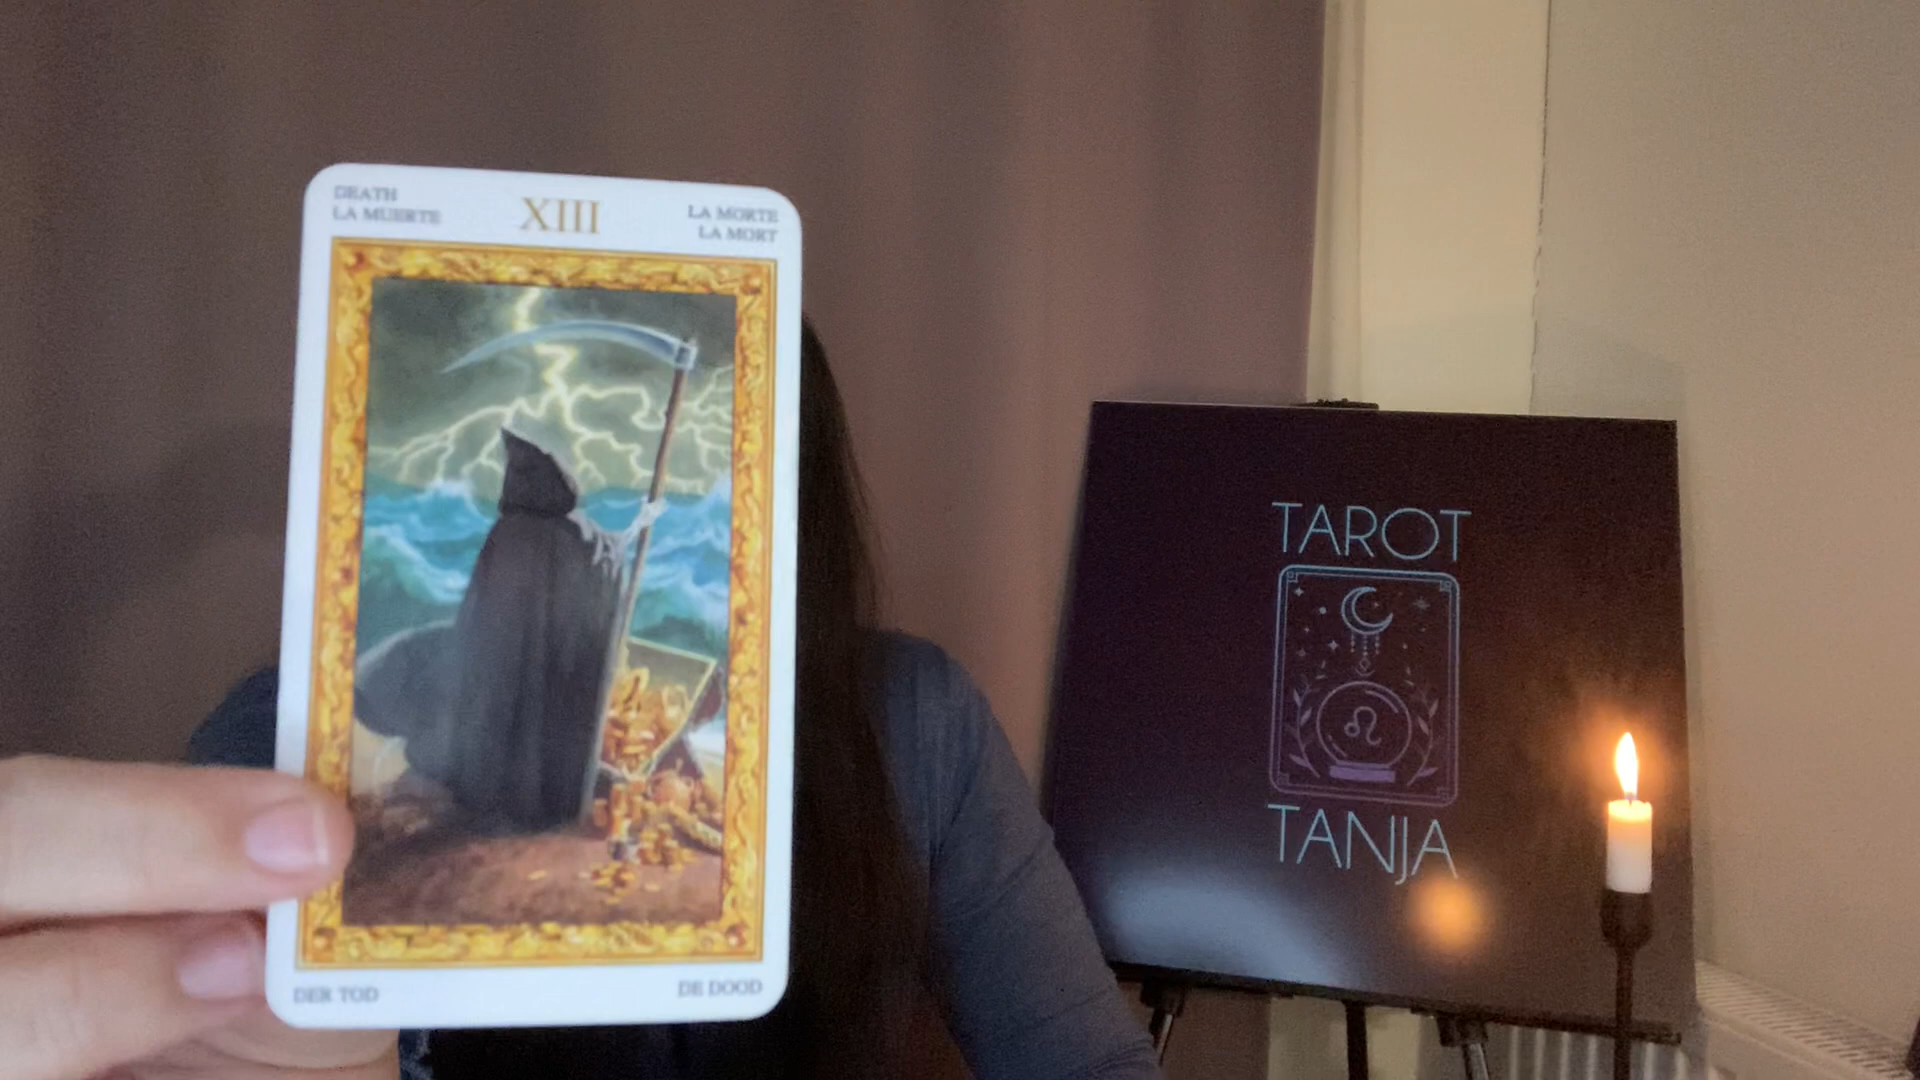 DEATH
LA MUERTE
XIII
LA MORTE
LA MORT
DER TOD
DE DOOD
TAROT
TANJA